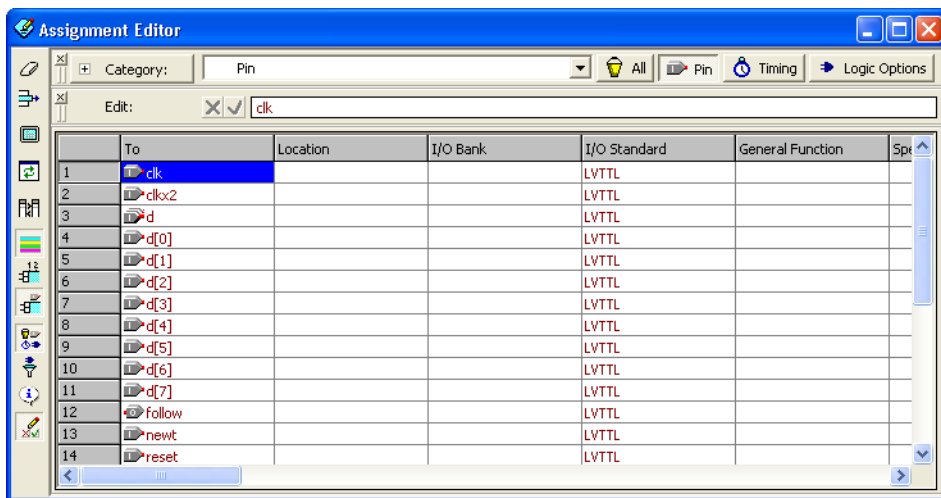 Assignment Editor
Category: Pin All Pin Timing Logic Options
Edit: clk
To Location I/O Bank I/O Standard General Function Spe
1 clk LVTTL
2 clkx2 LVTTL
3 d LVTTL
4 d[0] LVTTL
5 d[1] LVTTL
6 d[2] LVTTL
7 d[3] LVTTL
8 d[4] LVTTL
9 d[5] LVTTL
10 d[6] LVTTL
11 d[7] LVTTL
12 follow LVTTL
13 newt LVTTL
14 reset LVTTL